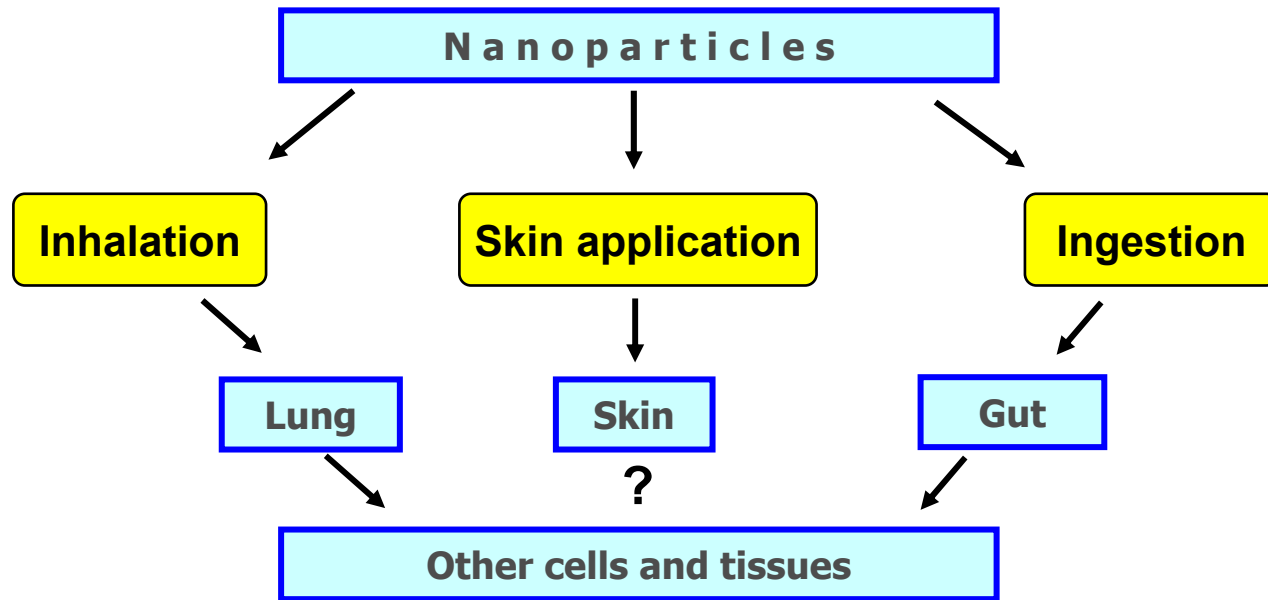 Nanoparticles
Inhalation
Skin application
Ingestion
Lung
Skin
Gut
?
Other cells and tissues